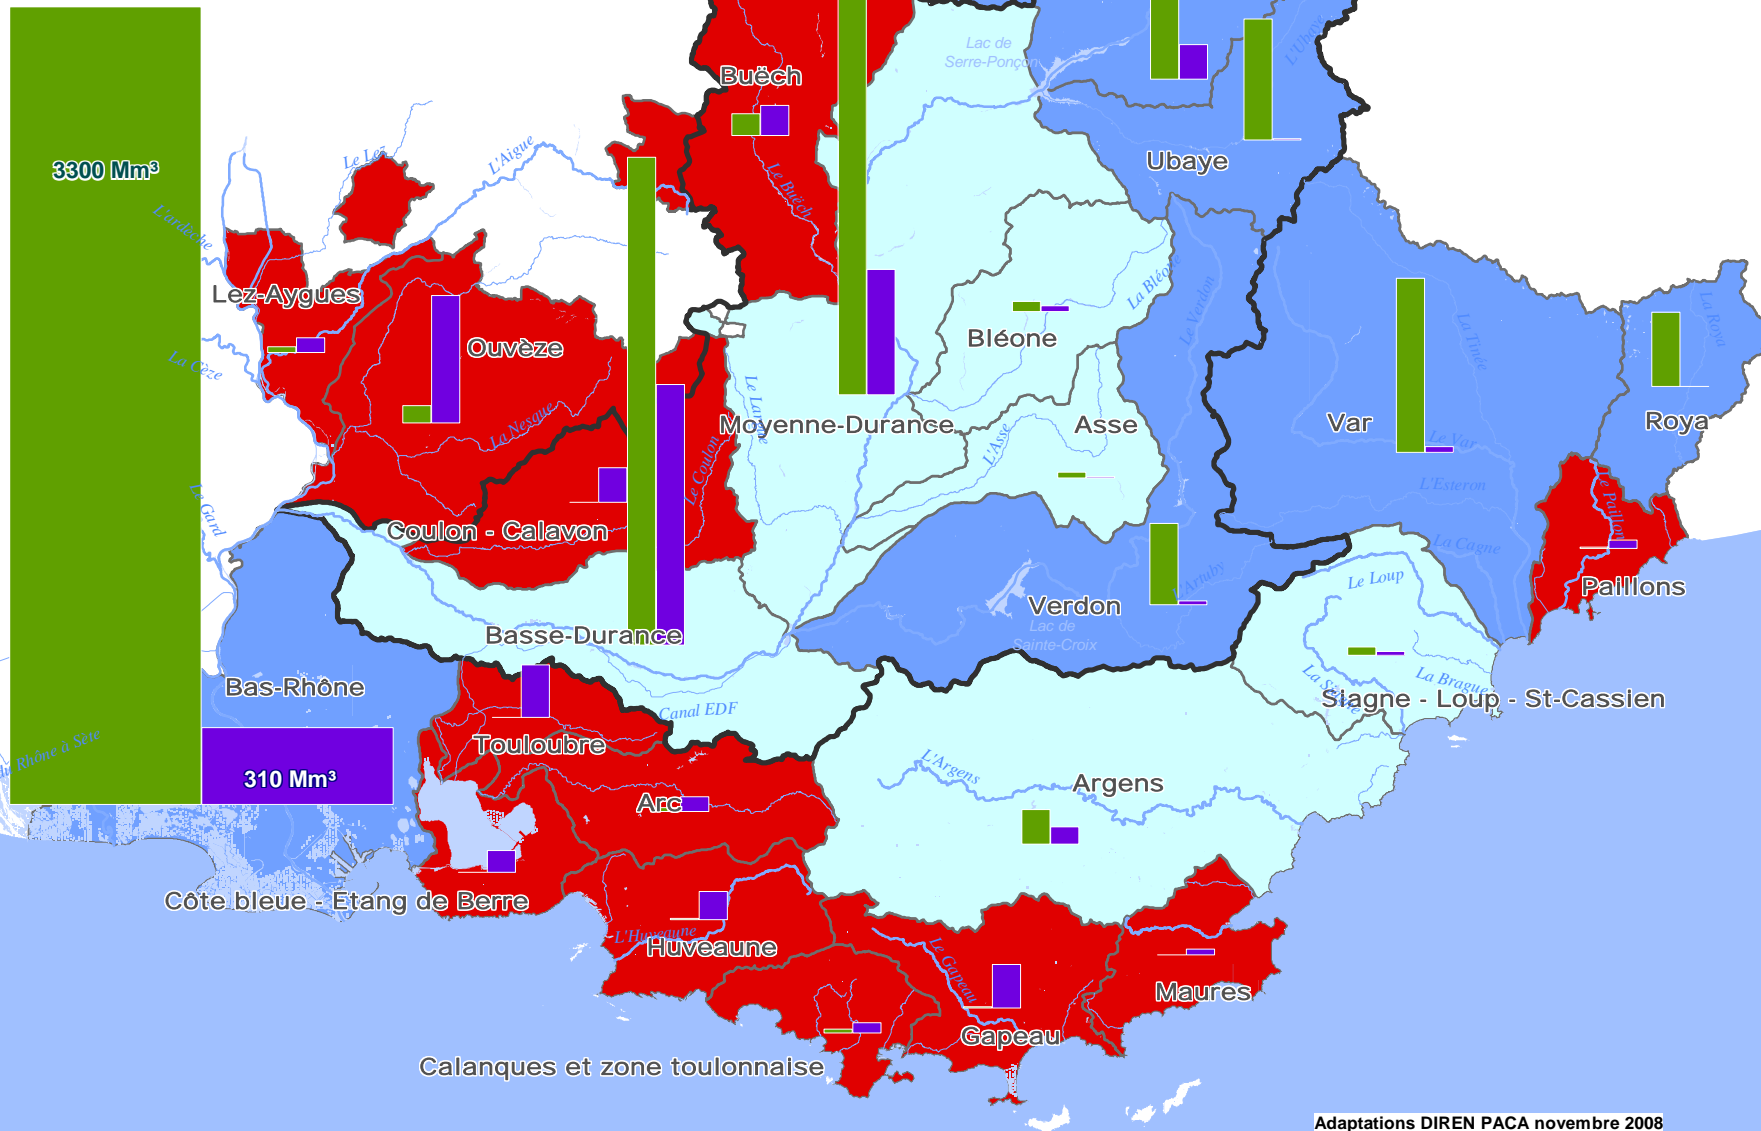 Lac de
Serre-Ponçon
L'Ubaye
Buëch
Ubaye
3300 Mm³
Le Lez
L'Aigue
Le Buëch
L'ardèche
Lez-Aygues
La Bléone
Le Verdon
La Tinée
La Roya
Ouvèze
Bléone
La Cèze
Le Largue
La Nesque
Moyenne-Durance
Asse
Var
Roya
L'Asse
Le Var
Le Coulon
Le Gard
L'Esteron
Le Paillon
Coulon - Calavon
La Cagne
Le Loup
L'Artuby
Paillons
Verdon
Lac de
Sainte-Croix
Basse-Durance
Bas-Rhône
La Brague
Siagne - Loup - St-Cassien
Canal EDF
Touloubre
du Rhône à Sète
L'Argens
310 Mm³
Argens
Arc
Côte bleue - Etang de Berre
L'Huveaune
Huveaune
Le Gapeau
Maures
Gapeau
Calanques et zone toulonnaise
Adaptations DIREN PACA novembre 2008